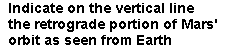 Indicate on the vertical line
the retrograde portion of Mars'
orbit as seen from Earth